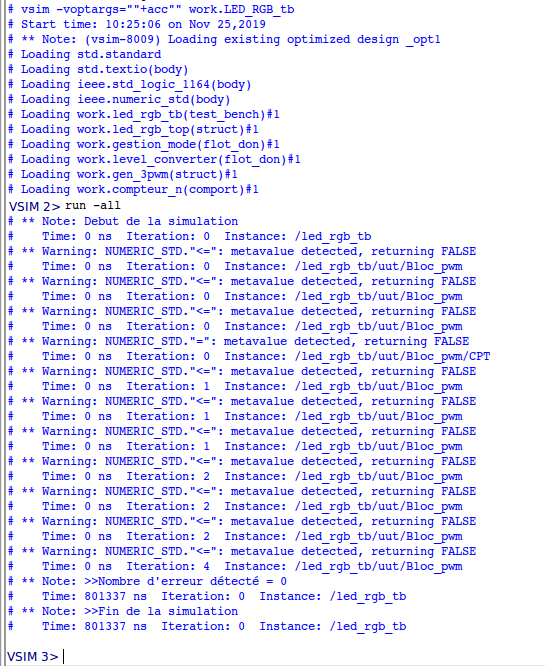 # vsim -voptargs=""+acc"" work.LED_RGB_tb
# Start time: 10:25:06 on Nov 25,2019
# ** Note: (vsim-8009) Loading existing optimized design _opt1
# Loading std.standard
# Loading std.textio(body)
# Loading ieee.std_logic_1164(body)
# Loading ieee.numeric_std(body)
# Loading work.led_rgb_tb(test_bench)#1
# Loading work.led_rgb_top(struct)#1
# Loading work.gestion_mode(flot_don)#1
# Loading work.level_converter(flot_don)#1
# Loading work.gen_3pwm(struct)#1
# Loading work.compteur_n(comport)#1
VSIM 2> run -all
# ** Note: Debut de la simulation
#    Time: 0 ns  Iteration: 0  Instance: /led_rgb_tb
# ** Warning: NUMERIC_STD."<=": metavalue detected, returning FALSE
#    Time: 0 ns  Iteration: 0  Instance: /led_rgb_tb/uut/Bloc_pwm
# ** Warning: NUMERIC_STD."<=": metavalue detected, returning FALSE
#    Time: 0 ns  Iteration: 0  Instance: /led_rgb_tb/uut/Bloc_pwm
# ** Warning: NUMERIC_STD."<=": metavalue detected, returning FALSE
#    Time: 0 ns  Iteration: 0  Instance: /led_rgb_tb/uut/Bloc_pwm
# ** Warning: NUMERIC_STD."=": metavalue detected, returning FALSE
#    Time: 0 ns  Iteration: 0  Instance: /led_rgb_tb/uut/Bloc_pwm/CPT
# ** Warning: NUMERIC_STD."<=": metavalue detected, returning FALSE
#    Time: 0 ns  Iteration: 1  Instance: /led_rgb_tb/uut/Bloc_pwm
# ** Warning: NUMERIC_STD."<=": metavalue detected, returning FALSE
#    Time: 0 ns  Iteration: 1  Instance: /led_rgb_tb/uut/Bloc_pwm
# ** Warning: NUMERIC_STD."<=": metavalue detected, returning FALSE
#    Time: 0 ns  Iteration: 1  Instance: /led_rgb_tb/uut/Bloc_pwm
# ** Warning: NUMERIC_STD."<=": metavalue detected, returning FALSE
#    Time: 0 ns  Iteration: 2  Instance: /led_rgb_tb/uut/Bloc_pwm
# ** Warning: NUMERIC_STD."<=": metavalue detected, returning FALSE
#    Time: 0 ns  Iteration: 2  Instance: /led_rgb_tb/uut/Bloc_pwm
# ** Warning: NUMERIC_STD."<=": metavalue detected, returning FALSE
#    Time: 0 ns  Iteration: 2  Instance: /led_rgb_tb/uut/Bloc_pwm
# ** Warning: NUMERIC_STD."<=": metavalue detected, returning FALSE
#    Time: 0 ns  Iteration: 4  Instance: /led_rgb_tb/uut/Bloc_pwm
# ** Note: >>Nombre d'erreur détecté = 0
#    Time: 801337 ns  Iteration: 0  Instance: /led_rgb_tb
# ** Note: >>Fin de la simulation
#    Time: 801337 ns  Iteration: 0  Instance: /led_rgb_tb
VSIM 3>